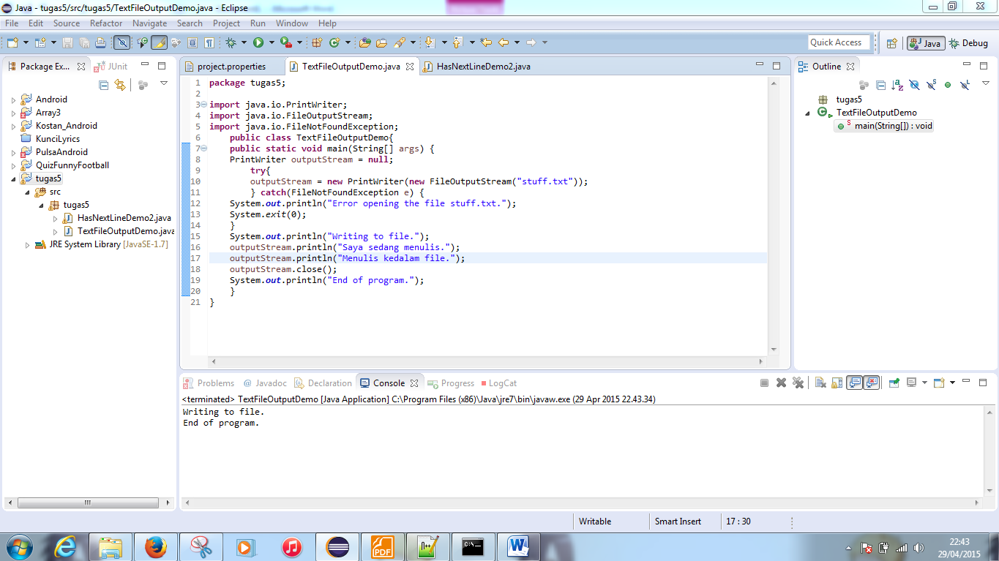 Java - tugas5/src/tugas5/TextFileOutputDemo.java - Eclipse
File Edit Source Refactor Navigate Search Project Run Window Help
Quick Access Java Debug
Package Ex... JUnit
Android
Array3
Kostan_Android
KunciLyrics
PulsaAndroid
QuizFunnyFootball
tugas5
src
tugas5
HasNextLineDemo2.java
TextFileOutputDemo.java
JRE System Library [JavaSE-1.7]
project.properties TextFileOutputDemo.java HasNextLineDemo2.java
1 package tugas5;
2
3 import java.io.PrintWriter;
4 import java.io.FileOutputStream;
5 import java.io.FileNotFoundException;
6 public class TextFileOutputDemo{
7 public static void main(String[] args) {
8 PrintWriter outputStream = null;
9 try{
10 outputStream = new PrintWriter(new FileOutputStream("stuff.txt"));
11 } catch(FileNotFoundException e) {
12 System.out.println("Error opening the file stuff.txt.");
13 System.exit(0);
14 }
15 System.out.println("Writing to file.");
16 outputStream.println("Saya sedang menulis.");
17 outputStream.println("Menulis kedalam file.");
18 outputStream.close();
19 System.out.println("End of program.");
20 }
21 }
Outline
tugas5
TextFileOutputDemo
main(String[]) : void
Problems Javadoc Declaration Console Progress LogCat
<terminated> TextFileOutputDemo [Java Application] C:\Program Files (x86)\Java\jre7\bin\javaw.exe (29 Apr 2015 22.43.34)
Writing to file.
End of program.
Writable Smart Insert 17 : 30
22:43
29/04/2015